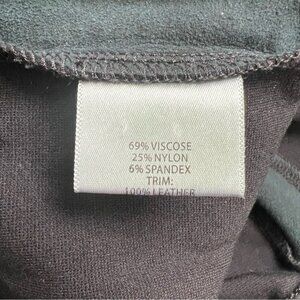 69% VISCOSE
25% NYLON
6% SPANDEX
TRIM:
100% LEATHER